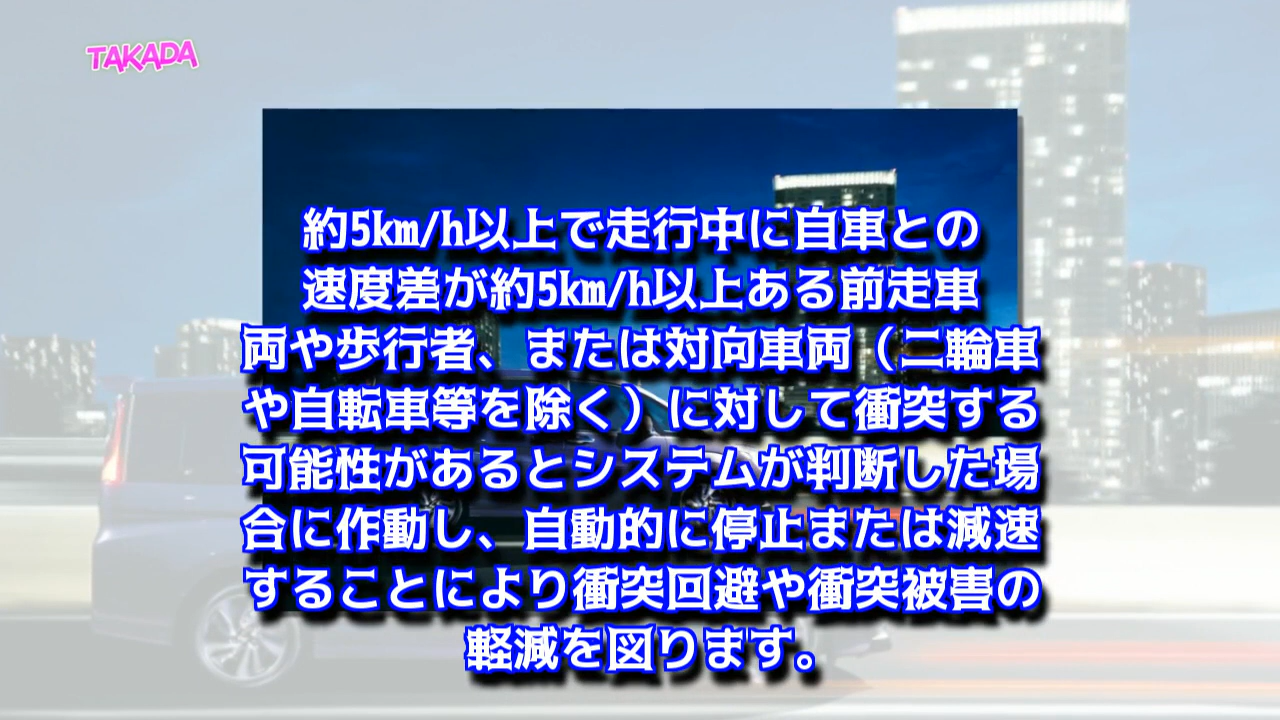 TAKADA
約5km/h以上で走行中に自車との
速度差が約5km/h以上ある前走車
両や歩行者、または対向車両（二輪車
や自転車等を除く）に対して衝突する
可能性があるとシステムが判断した場
合に作動し、自動的に停止または減速
することにより衝突回避や衝突被害の
軽減を図ります。